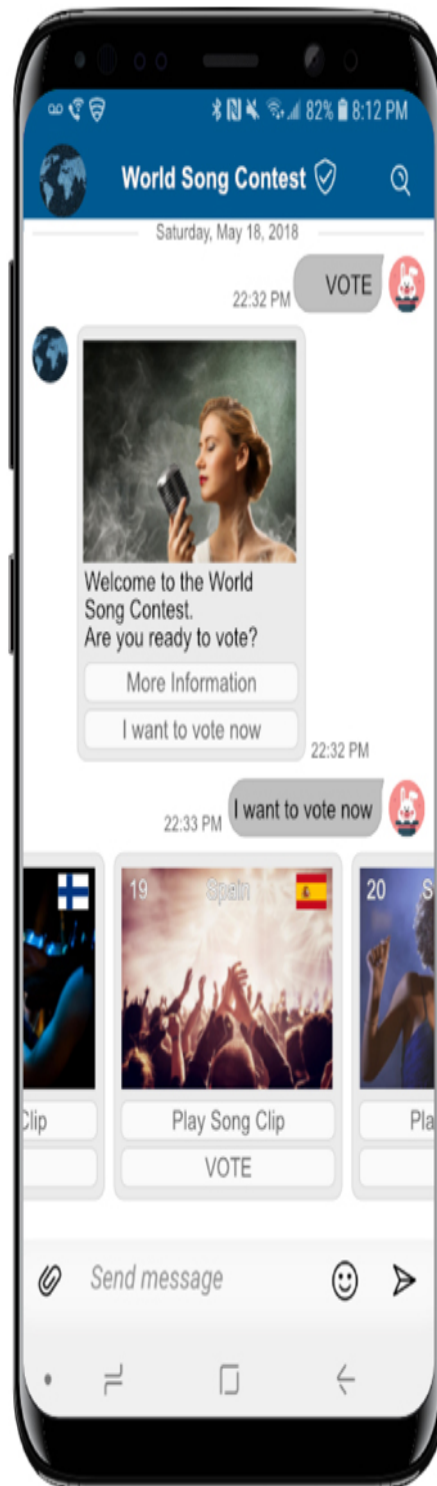 82% 8:12 PM
World Song Contest
Saturday, May 18, 2018
VOTE
22:32 PM
Welcome to the World
Song Contest.
Are you ready to vote?
More Information
I want to vote now
22:32 PM
I want to vote now
22:33 PM
19 Spain
20 S
Clip
Play Song Clip
Pla
VOTE
Send message